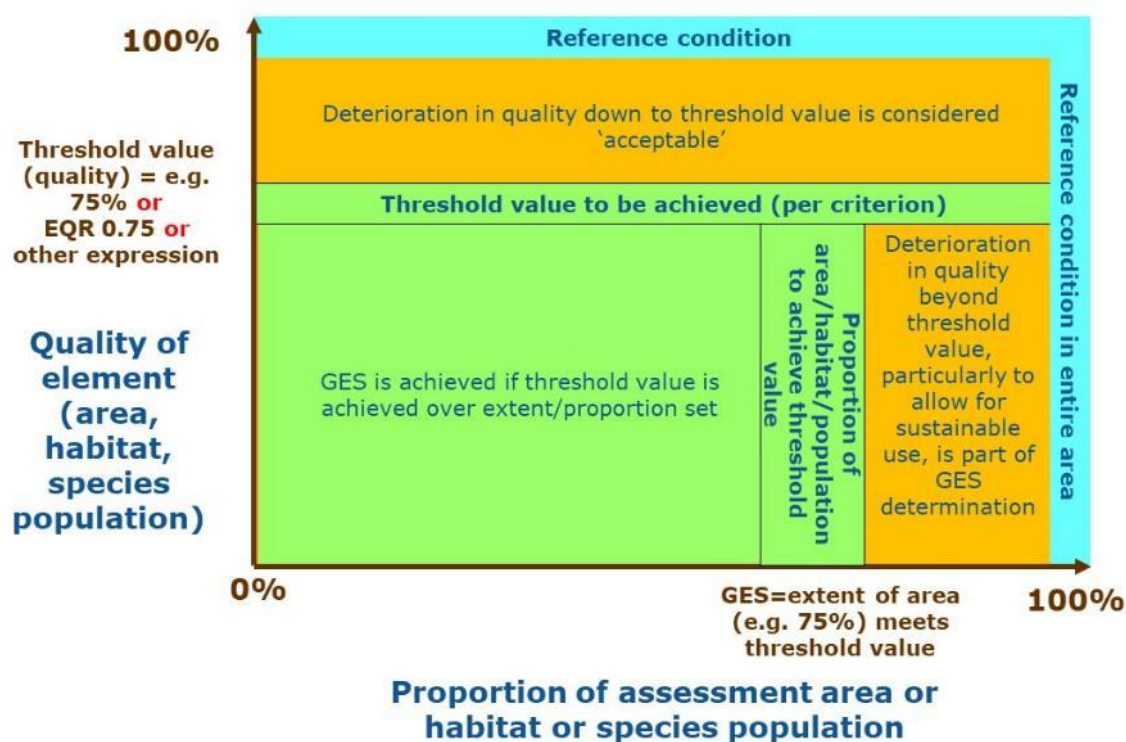 100%
Reference condition
Deterioration in quality down to threshold value is considered
‘acceptable’
Threshold value
(quality) = e.g.
75% or
EQR 0.75 or
other expression
Threshold value to be achieved (per criterion)
Quality of
element
(area,
habitat,
species
population)
GES is achieved if threshold value is
achieved over extent/proportion set
Proportion of
area/habitat/population
to achieve threshold
value
Deterioration
in quality
beyond
threshold
value,
particularly to
allow for
sustainable
use, is part of
GES
determination
Reference condition in entire area
0%
GES=extent of area
(e.g. 75%) meets
threshold value
100%
Proportion of assessment area or
habitat or species population